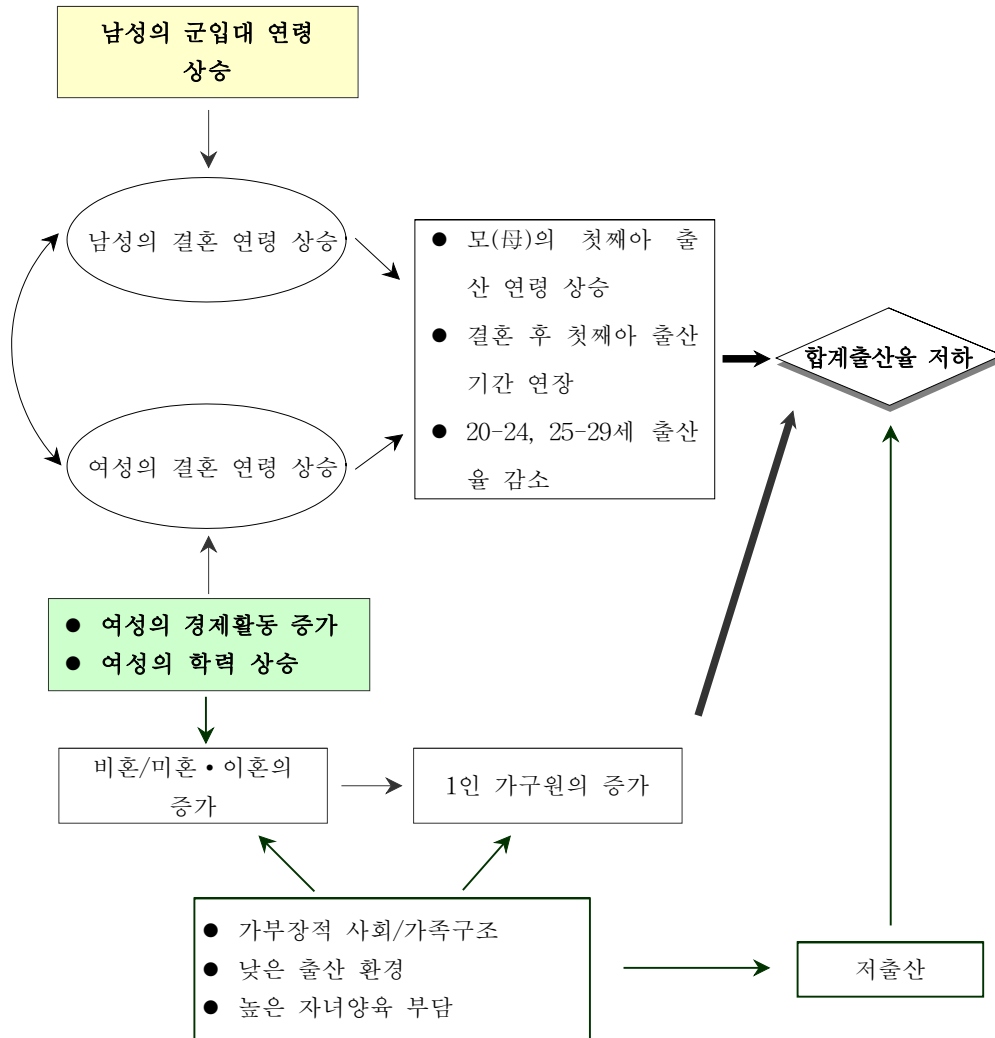 남성의 군입대 연령
상승
남성의 결혼 연령 상승
● 모(母)의 첫째아 출
산 연령 상승
● 결혼 후 첫째아 출산
기간 연장
● 20-24, 25-29세 출산
율 감소
합계출산율 저하
여성의 결혼 연령 상승
● 여성의 경제활동 증가
● 여성의 학력 상승
비혼/미혼·이혼의
증가
1인 가구원의 증가
● 가부장적 사회/가족구조
● 낮은 출산 환경
● 높은 자녀양육 부담
저출산